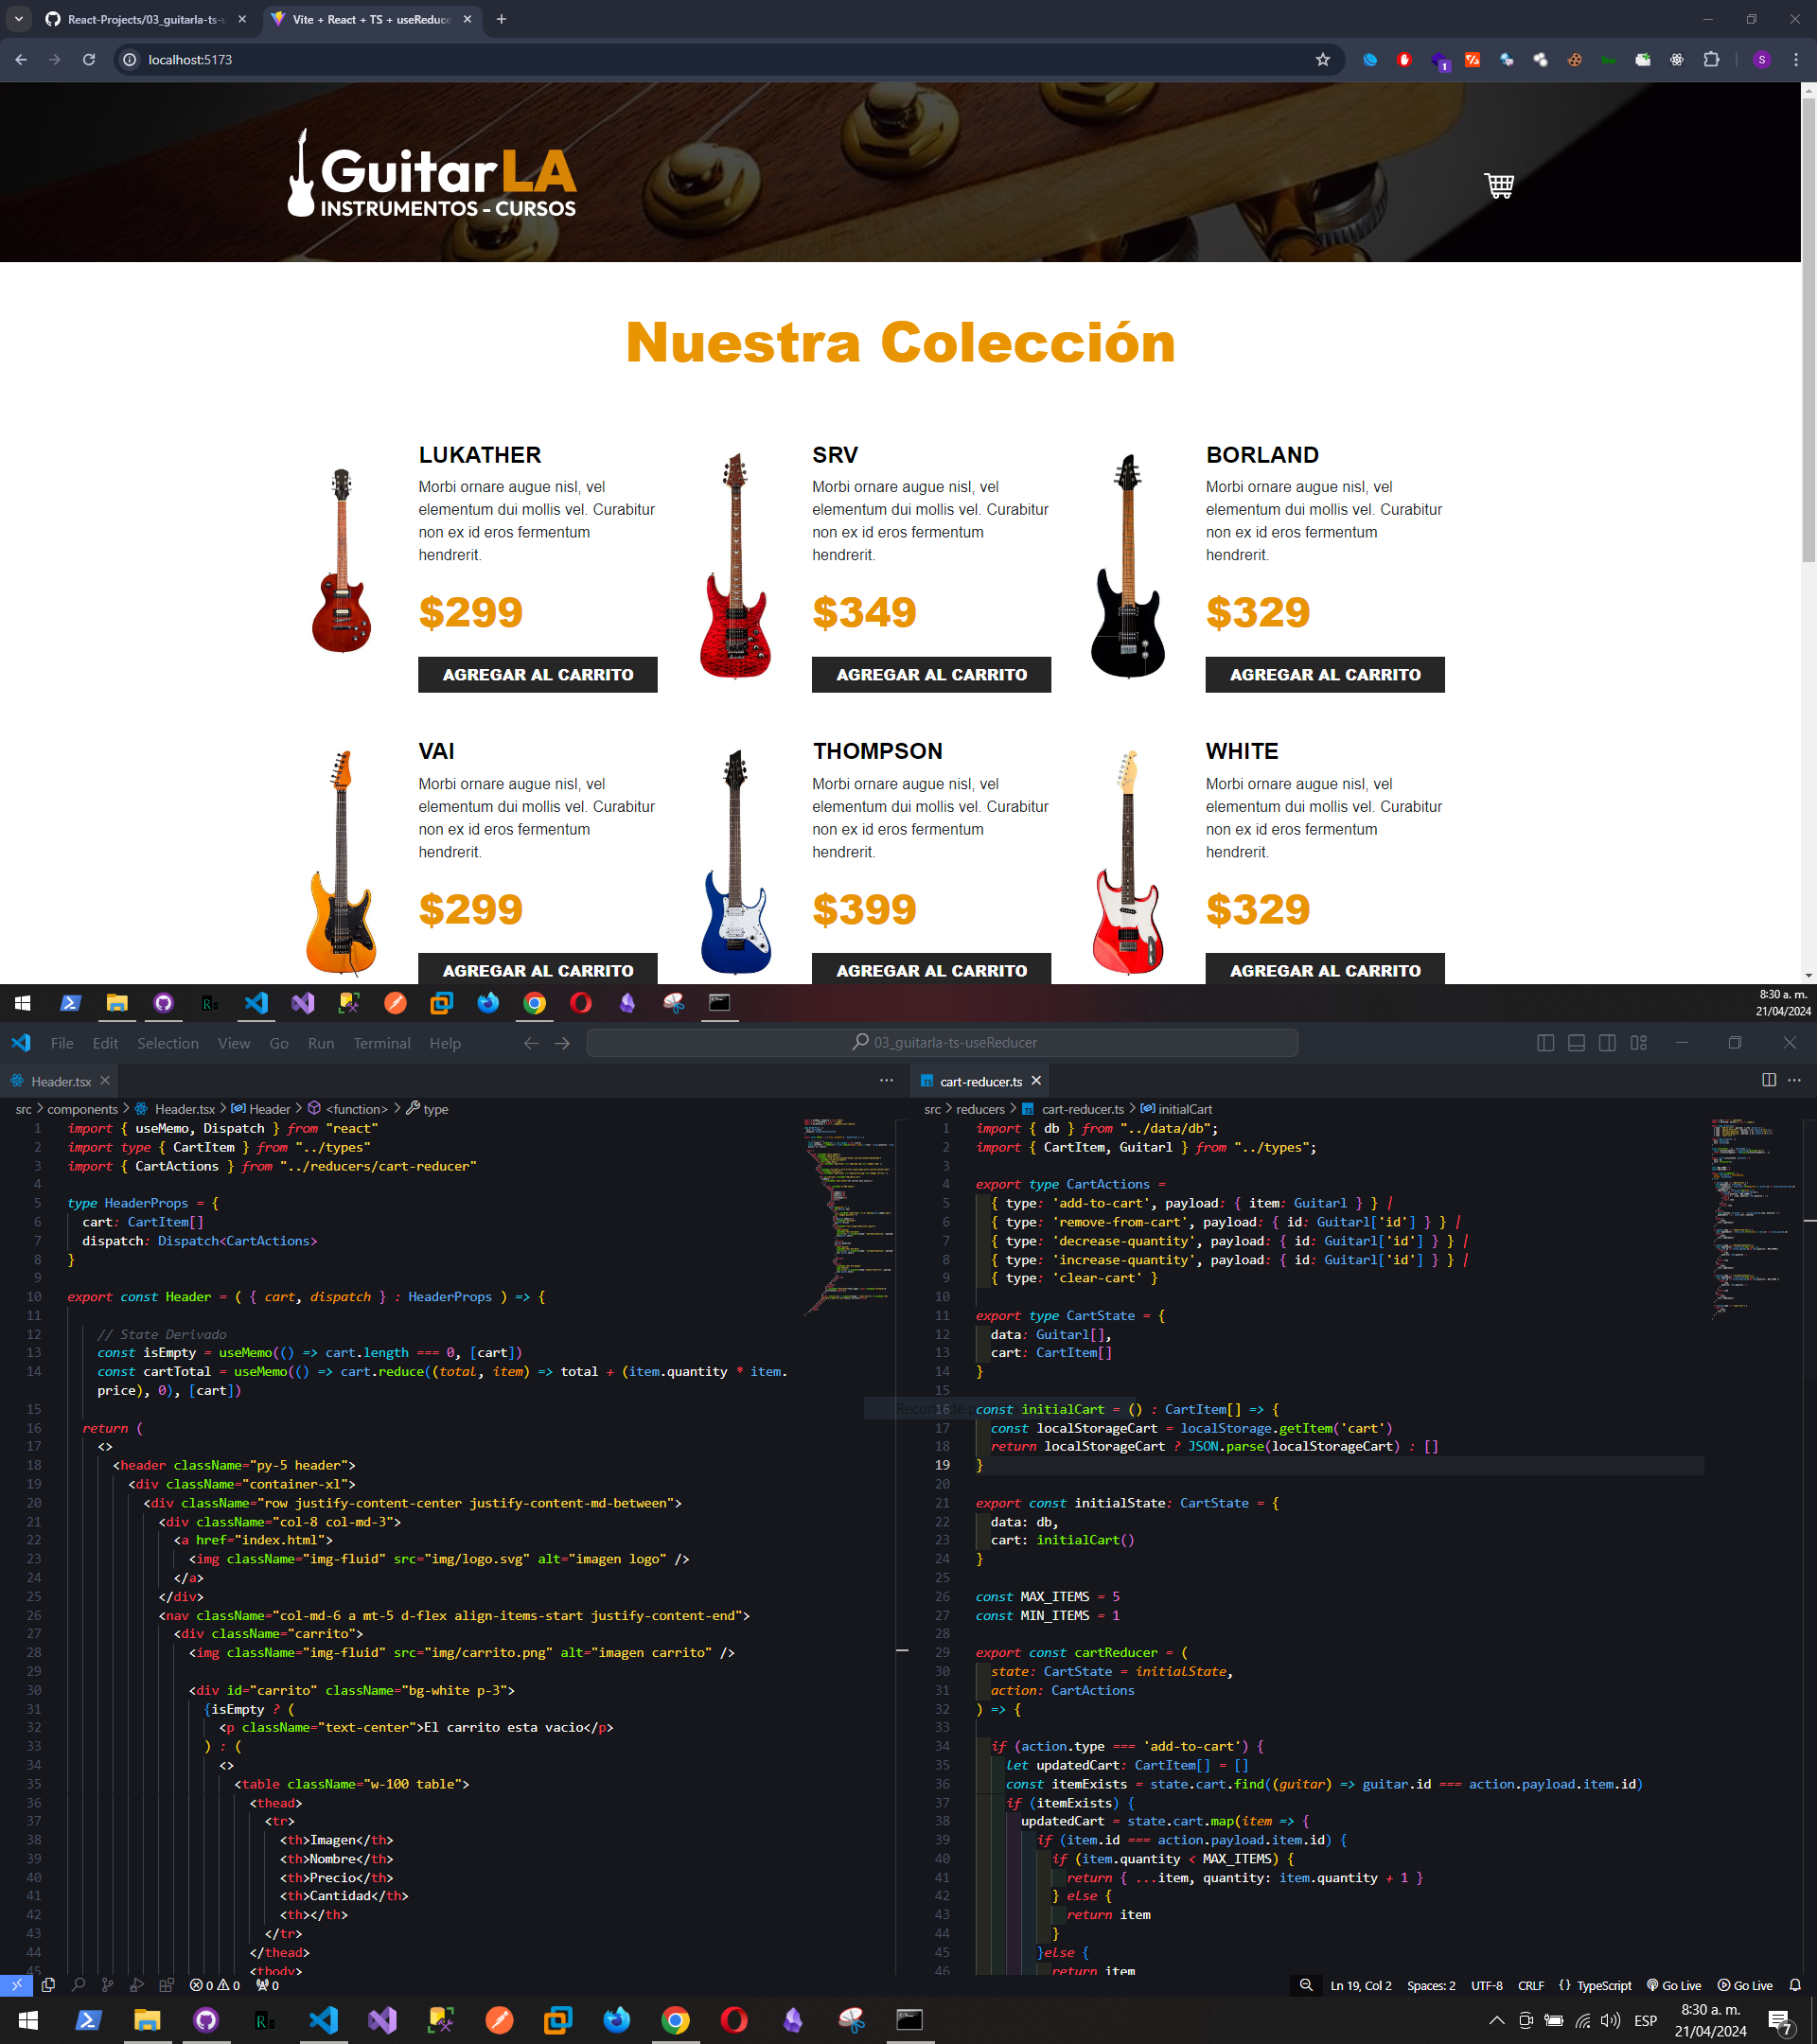 React-Projects/03_guitarla-ts-u
Vite + React + TS + useReduce
localhost:5173
1
S
GuitarLA
INSTRUMENTOS - CURSOS
Nuestra Colección
LUKATHER
Morbi ornare augue nisl, vel
elementum dui mollis vel. Curabitur
non ex id eros fermentum
hendrerit.
$299
AGREGAR AL CARRITO
SRV
Morbi ornare augue nisl, vel
elementum dui mollis vel. Curabitur
non ex id eros fermentum
hendrerit.
$349
AGREGAR AL CARRITO
BORLAND
Morbi ornare augue nisl, vel
elementum dui mollis vel. Curabitur
non ex id eros fermentum
hendrerit.
$329
AGREGAR AL CARRITO
VAI
Morbi ornare augue nisl, vel
elementum dui mollis vel. Curabitur
non ex id eros fermentum
hendrerit.
$299
AGREGAR AL CARRITO
THOMPSON
Morbi ornare augue nisl, vel
elementum dui mollis vel. Curabitur
non ex id eros fermentum
hendrerit.
$399
AGREGAR AL CARRITO
WHITE
Morbi ornare augue nisl, vel
elementum dui mollis vel. Curabitur
non ex id eros fermentum
hendrerit.
$329
AGREGAR AL CARRITO
8:30 a. m.
21/04/2024
File Edit Selection View Go Run Terminal Help
03_guitarla-ts-useReducer
Header.tsx
src > components > Header.tsx > Header > <function> > type
1 import { useMemo, Dispatch } from "react"
2 import type { CartItem } from "../types"
3 import { CartActions } from "../reducers/cart-reducer"
4
5 type HeaderProps = {
6 cart: CartItem[]
7 dispatch: Dispatch<CartActions>
8 }
9
10 export const Header = ( { cart, dispatch } : HeaderProps ) => {
11
12 // State Derivado
13 const isEmpty = useMemo(() => cart.length === 0, [cart])
14 const cartTotal = useMemo(() => cart.reduce((total, item) => total + (item.quantity * item.
price), 0), [cart])
15
16 return (
17 <>
18 <header className="py-5 header">
19 <div className="container-xl">
20 <div className="row justify-content-center justify-content-md-between">
21 <div className="col-8 col-md-3">
22 <a href="index.html">
23 <img className="img-fluid" src="img/logo.svg" alt="imagen logo" />
24 </a>
25 </div>
26 <nav className="col-md-6 a mt-5 d-flex align-items-start justify-content-end">
27 <div className="carrito">
28 <img className="img-fluid" src="img/carrito.png" alt="imagen carrito" />
29
30 <div id="carrito" className="bg-white p-3">
31 {isEmpty ? (
32 <p className="text-center">El carrito esta vacio</p>
33 ) : (
34 <>
35 <table className="w-100 table">
36 <thead>
37 <tr>
38 <th>Imagen</th>
39 <th>Nombre</th>
40 <th>Precio</th>
41 <th>Cantidad</th>
42 <th></th>
43 </tr>
44 </thead>
45 <tbody>
cart-reducer.ts
src > reducers > cart-reducer.ts > initialCart
1 import { db } from "../data/db";
2 import { CartItem, Guitarl } from "../types";
3
4 export type CartActions =
5 { type: 'add-to-cart', payload: { item: Guitarl } } |
6 { type: 'remove-from-cart', payload: { id: Guitarl['id'] } } |
7 { type: 'decrease-quantity', payload: { id: Guitarl['id'] } } |
8 { type: 'increase-quantity', payload: { id: Guitarl['id'] } } |
9 { type: 'clear-cart' }
10
11 export type CartState = {
12 data: Guitarl[],
13 cart: CartItem[]
14 }
15
16 const initialCart = () : CartItem[] => {
17 const localStorageCart = localStorage.getItem('cart')
18 return localStorageCart ? JSON.parse(localStorageCart) : []
19 }
20
21 export const initialState: CartState = {
22 data: db,
23 cart: initialCart()
24 }
25
26 const MAX_ITEMS = 5
27 const MIN_ITEMS = 1
28
29 export const cartReducer = (
30 state: CartState = initialState,
31 action: CartActions
32 ) => {
33
34 if (action.type === 'add-to-cart') {
35 let updatedCart: CartItem[] = []
36 const itemExists = state.cart.find((guitar) => guitar.id === action.payload.item.id)
37 if (itemExists) {
38 updatedCart = state.cart.map(item => {
39 if (item.id === action.payload.item.id) {
40 if (item.quantity < MAX_ITEMS) {
41 return { ...item, quantity: item.quantity + 1 }
42 } else {
43 return item
44 }
45 }else {
46 return item
0 0 0
Ln 19, Col 2 Spaces: 2 UTF-8 CRLF {} TypeScript Go Live Go Live
ESP
8:30 a. m.
21/04/2024
7